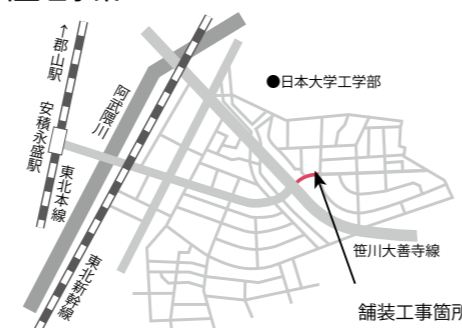 ↑郡山駅
安積永盛駅
東北本線
阿武隈川
東北新幹線
●日本大学工学部
笹川大善寺線
舗装工事箇所